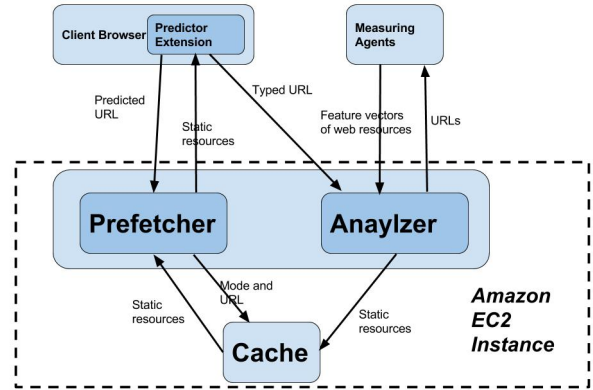 Client Browser
Predictor
Extension
Measuring
Agents
Predicted
URL
Static
resources
Typed URL
Feature vectors
of web resources
URLs
Prefetcher
Anaylzer
Static
resources
Mode and
URL
Static
resources
Cache
Amazon
EC2
Instance